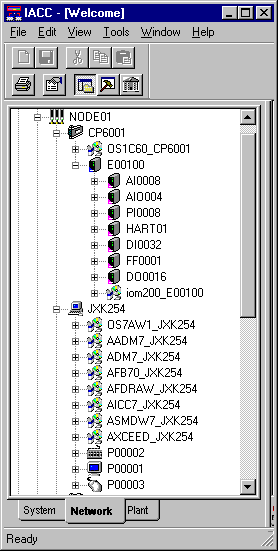 IACC - [Welcome]
File Edit View Tools Window Help
NODE01
CP6001
OS1C60_CP6001
E00100
AI0008
AIO004
PI0008
HART01
DI0032
FF0001
DO0016
iom200_E00100
JXK254
OS7AW1_JXK254
AADM7_JXK254
ADM7_JXK254
AFB70_JXK254
AFDRAW_JXK254
AICC7_JXK254
ASMDW7_JXK254
AXCEED_JXK254
P00002
P00001
P00003
System Network Plant
Ready